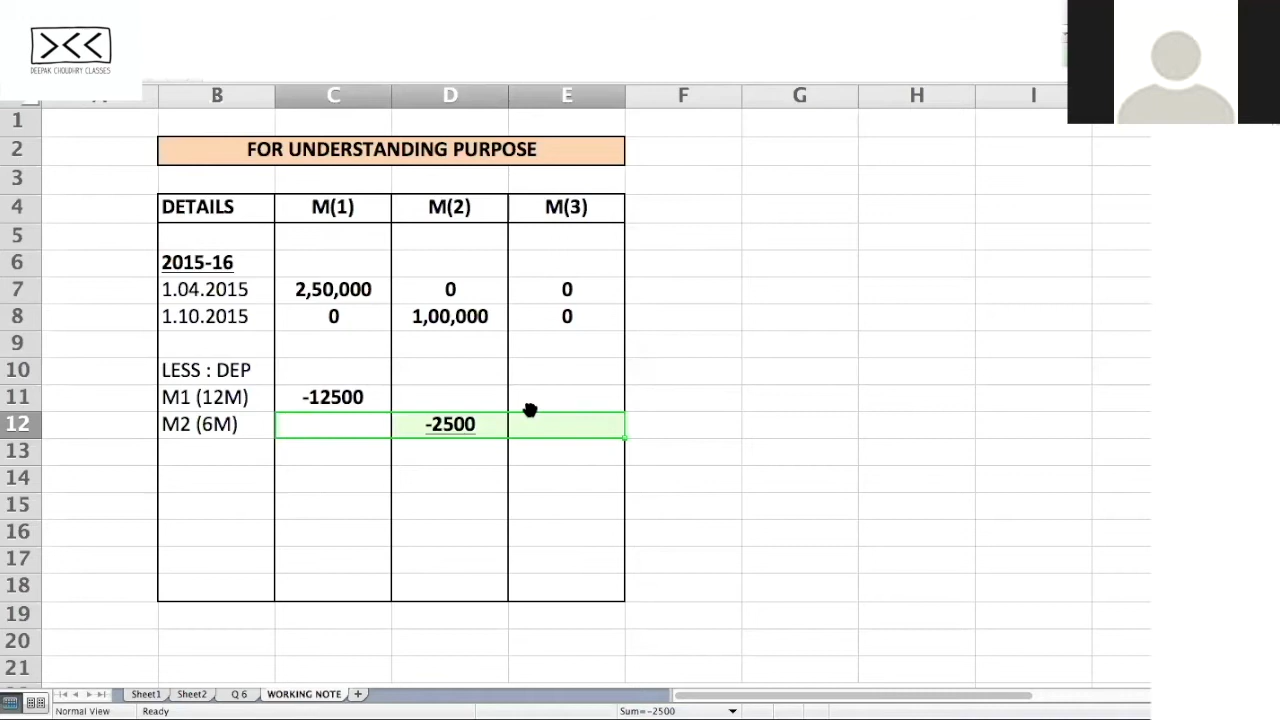 DEEPAK CHOUDHRY CLASSES
B C D E F G H I
1
2 FOR UNDERSTANDING PURPOSE
3
4 DETAILS M(1) M(2) M(3)
5
6 2015-16
7 1.04.2015 2,50,000 0 0
8 1.10.2015 0 1,00,000 0
9
10 LESS : DEP
11 M1 (12M) -12500
12 M2 (6M) -2500
13
14
15
16
17
18
19
20
21
Sheet1 Sheet2 Q 6 WORKING NOTE +
Normal View Ready Sum=-2500